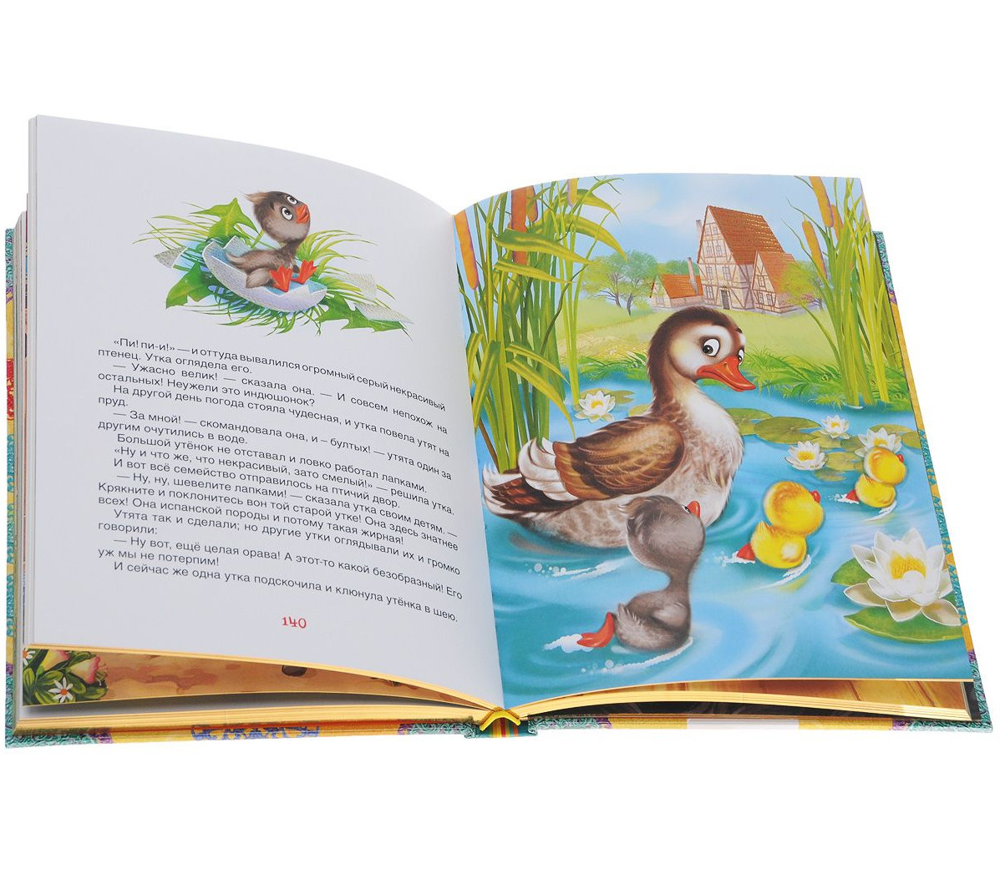 «Пи! пи-и!» — и оттуда вывалился огромный серый некрасивый
птенец. Утка оглядела его.
— Ужасно велик! — сказала она. — И совсем непохож на
остальных! Неужели это индюшонок?
На другой день погода стояла чудесная, и утка повела утят на
пруд.
— За мной! — скомандовала она, и – бултых! — утята один за
другим очутились в воде.
Большой утёнок не отставал и ловко работал лапками.
«Ну и что же, что некрасивый, зато смелый!» — решила утка.
И вот всё семейство отправилось на птичий двор.
— Ну, ну, шевелите лапками! — сказала утка своим детям. —
Крякните и поклонитесь вон той старой утке! Она здесь знатнее
всех! Она испанской породы и потому такая жирная!
Утята так и сделали; но другие утки оглядывали их и громко
говорили:
— Ну вот, ещё целая орава! А этот-то какой безобразный! Его
уж мы не потерпим!
И сейчас же одна утка подскочила и клюнула утёнка в шею.
140